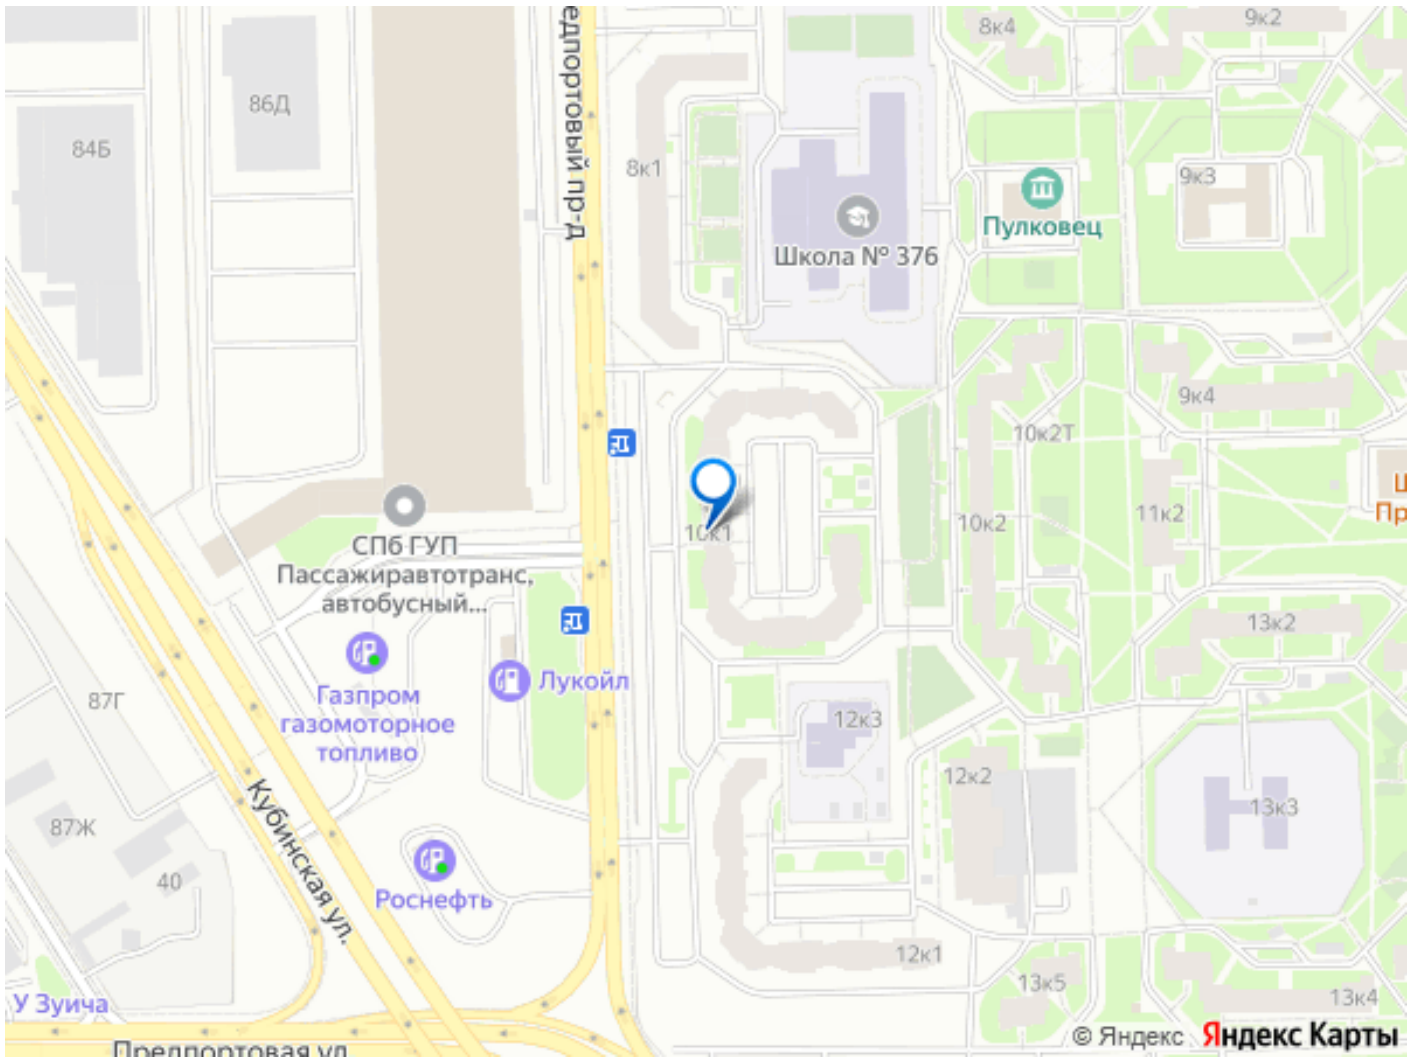 9к2
8к4
едпортовый пр-д
86Д
84Б
8к1
9к3
Пулковец
Школа № 376
9к4
10к2Т
10к1
10к2
11к2
СПб ГУП
Пассажиравтотранс,
автобусный...
13к2
Лукойл
Газпром
газомоторное
топливо
87Г
12к3
12к2
13к3
Кубинская ул.
87Ж
40
Роснефть
12к1
13к5
13к4
У Зуича
© Яндекс Яндекс Карты
Предпортовая ул.